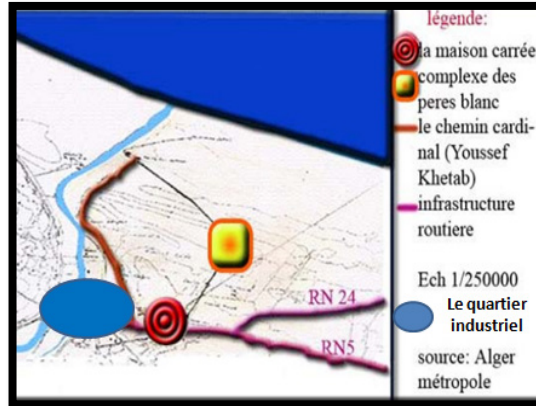 légende:
la maison carrée
complexe des
peres blanc
le chemin cardi-
nal (Youssef
Khetab)
infrastructure
routiere
Ech 1/250000
Le quartier
industriel
source: Alger
métropole
RN 24
RN5